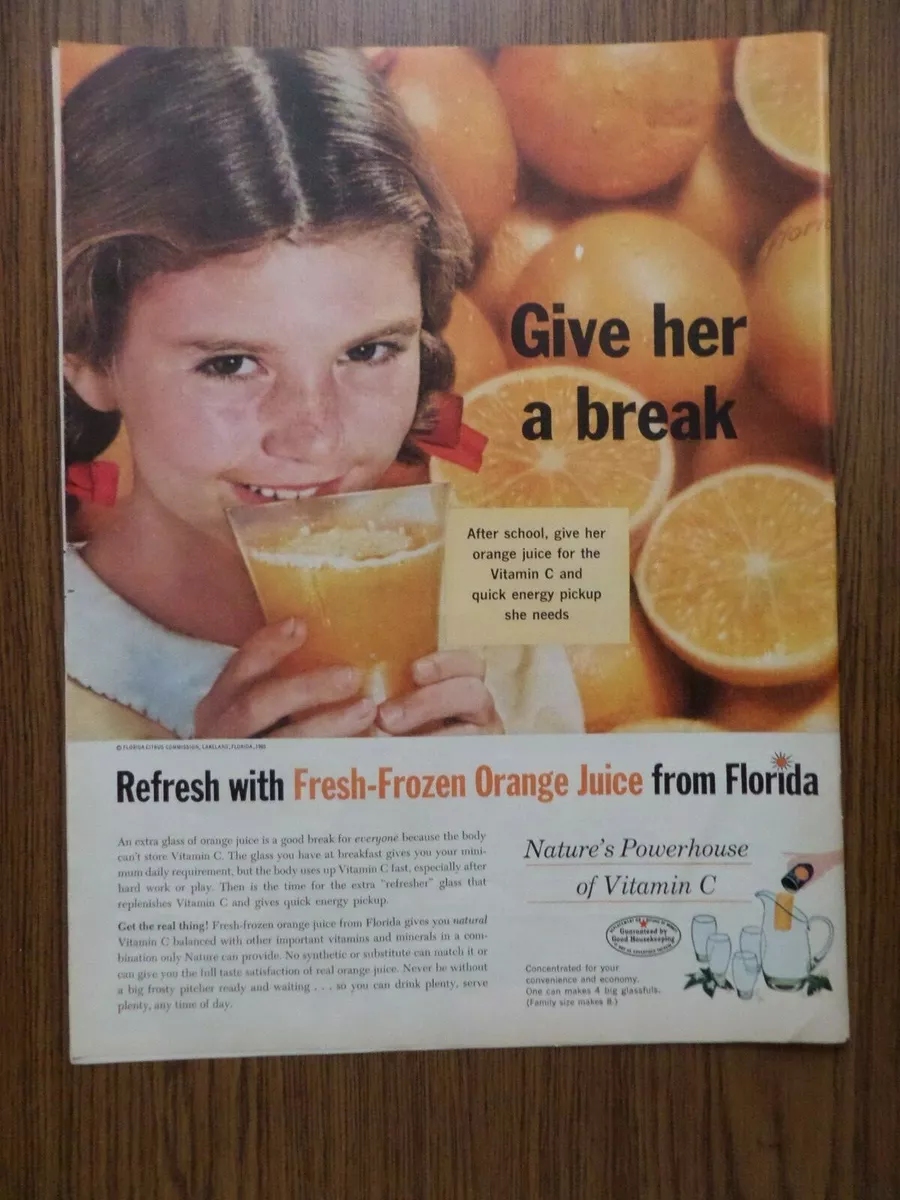 Flori
Give her
a break
After school, give her
orange juice for the
Vitamin C and
quick energy pickup
she needs
© FLORIDA CITRUS COMMISSION, LAKELAND, FLORIDA,
Refresh with Fresh-Frozen Orange Juice from Florida
An extra glass of orange juice is a good break for everyone because the body
can't store Vitamin C. The glass you have at breakfast gives you your mini-
mum daily requirement, but the body uses up Vitamin C fast, especially after
hard work or play. Then is the time for the extra "refresher" glass that
replenishes Vitamin C and gives quick energy pickup.
Get the real thing! Fresh-frozen orange juice from Florida gives you natural
Vitamin C balanced with other important vitamins and minerals in a com-
bination only Nature can provide. No synthetic or substitute can match it or
can give you the full taste satisfaction of real orange juice. Never be without
a big frosty pitcher ready and waiting . . . so you can drink plenty, serve
plenty, any time of day.
Nature's Powerhouse
of Vitamin C
Guaranteed by
Good Housekeeping
Concentrated for your
convenience and economy.
One can makes 4 big glassfuls.
(Family size makes 8.)